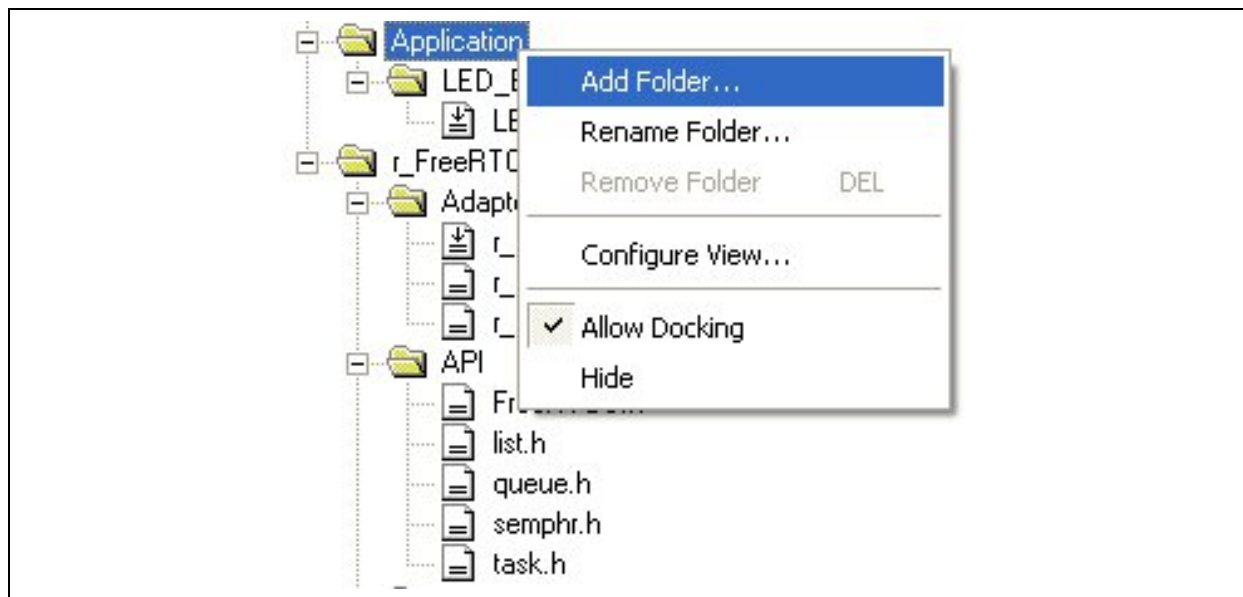 Application
Add Folder...
LED_
Rename Folder...
r_FreeRTO
Remove Folder DEL
Adapt
r_
Configure View...
r_
r_
Allow Docking
API
Hide
list.h
queue.h
semphr.h
task.h